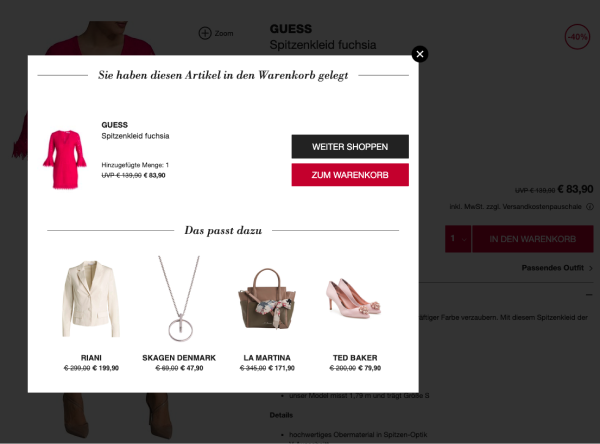 Zoom
GUESS
Spitzenkleid fuchsia
-40%
Sie haben diesen Artikel in den Warenkorb gelegt
GUESS
Spitzenkleid fuchsia
Hinzugefügte Menge: 1
UVP € 139,90 € 83,90
WEITER SHOPPEN
ZUM WARENKORB
UVP € 139,90 € 83,90
inkl. MwSt. zzgl. Versandkostenpauschale
1 IN DEN WARENKORB
Passendes Outfit
Das passt dazu
äftiger Farbe verzaubern. Mit diesem Spitzenkleid der
RIANI
€ 299,00 € 199,90
SKAGEN DENMARK
€ 69,00 € 47,90
LA MARTINA
€ 345,00 € 171,90
TED BAKER
€ 200,00 € 79,90
unser Model misst 1,79 m und trägt Größe S
Details
hochwertiges Obermaterial in Spitzen-Optik